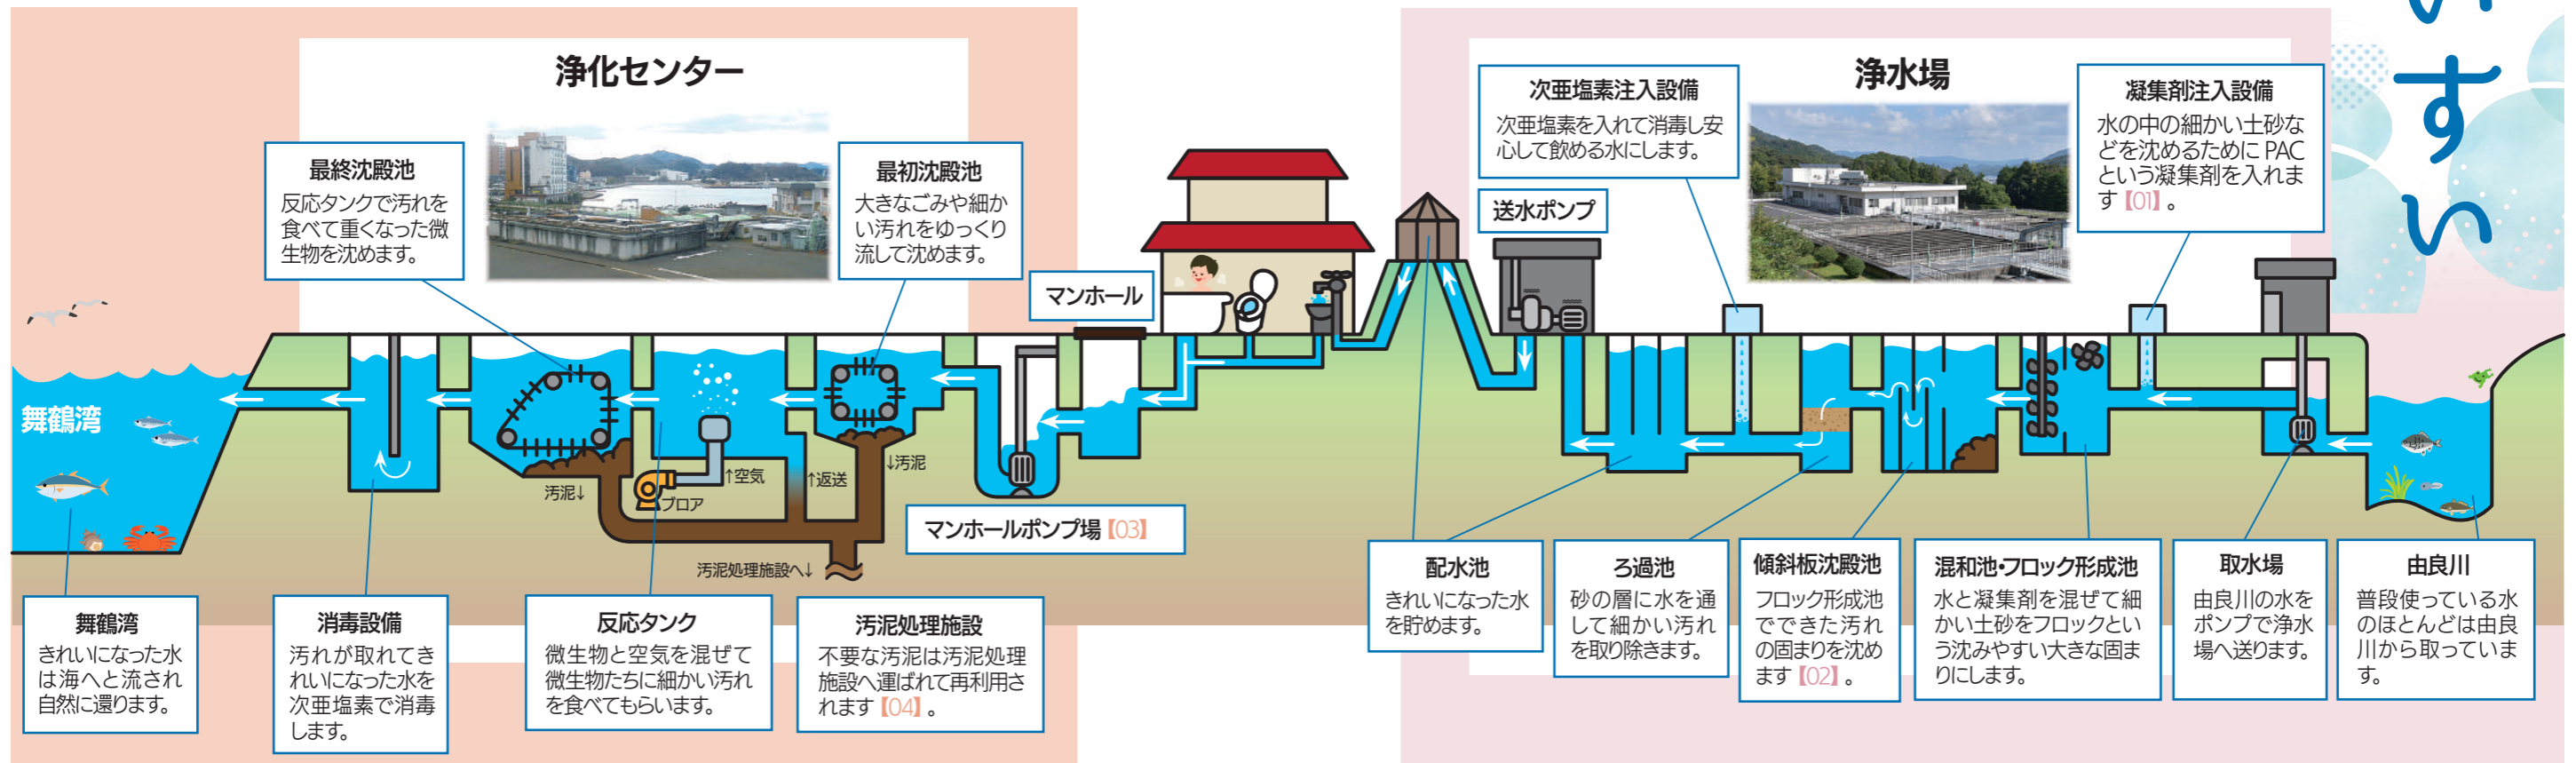 いすい
浄化センター
浄水場
次亜塩素注入設備
次亜塩素を入れて消毒し安
心して飲める水にします。
凝集剤注入設備
水の中の細かい土砂な
どを沈めるために PAC
という凝集剤を入れま
す【01】。
最終沈殿池
反応タンクで汚れを
食べて重くなった微
生物を沈めます。
最初沈殿池
大きなごみや細か
い汚れをゆっくり
流して沈めます。
送水ポンプ
マンホール
舞鶴湾
汚泥↓
ブロア
↑空気
↑返送
↓汚泥
汚泥処理施設へ↓
マンホールポンプ場【03】
舞鶴湾
きれいになった水
は海へと流され
自然に還ります。
消毒設備
汚れが取れてき
れいになった水を
次亜塩素で消毒
します。
反応タンク
微生物と空気を混ぜて
微生物たちに細かい汚れ
を食べてもらいます。
汚泥処理施設
不要な汚泥は汚泥処理
施設へ運ばれて再利用さ
れます【04】。
配水池
きれいになった水
を貯めます。
ろ過池
砂の層に水を通
して細かい汚れ
を取り除きます。
傾斜板沈殿池
フロック形成池
でできた汚れ
の固まりを沈め
ます【02】。
混和池・フロック形成池
水と凝集剤を混ぜて細
かい土砂をフロックとい
う沈みやすい大きな固ま
りにします。
取水場
由良川の水を
ポンプで浄水
場へ送ります。
由良川
普段使っている水
のほとんどは由良
川から取っていま
す。